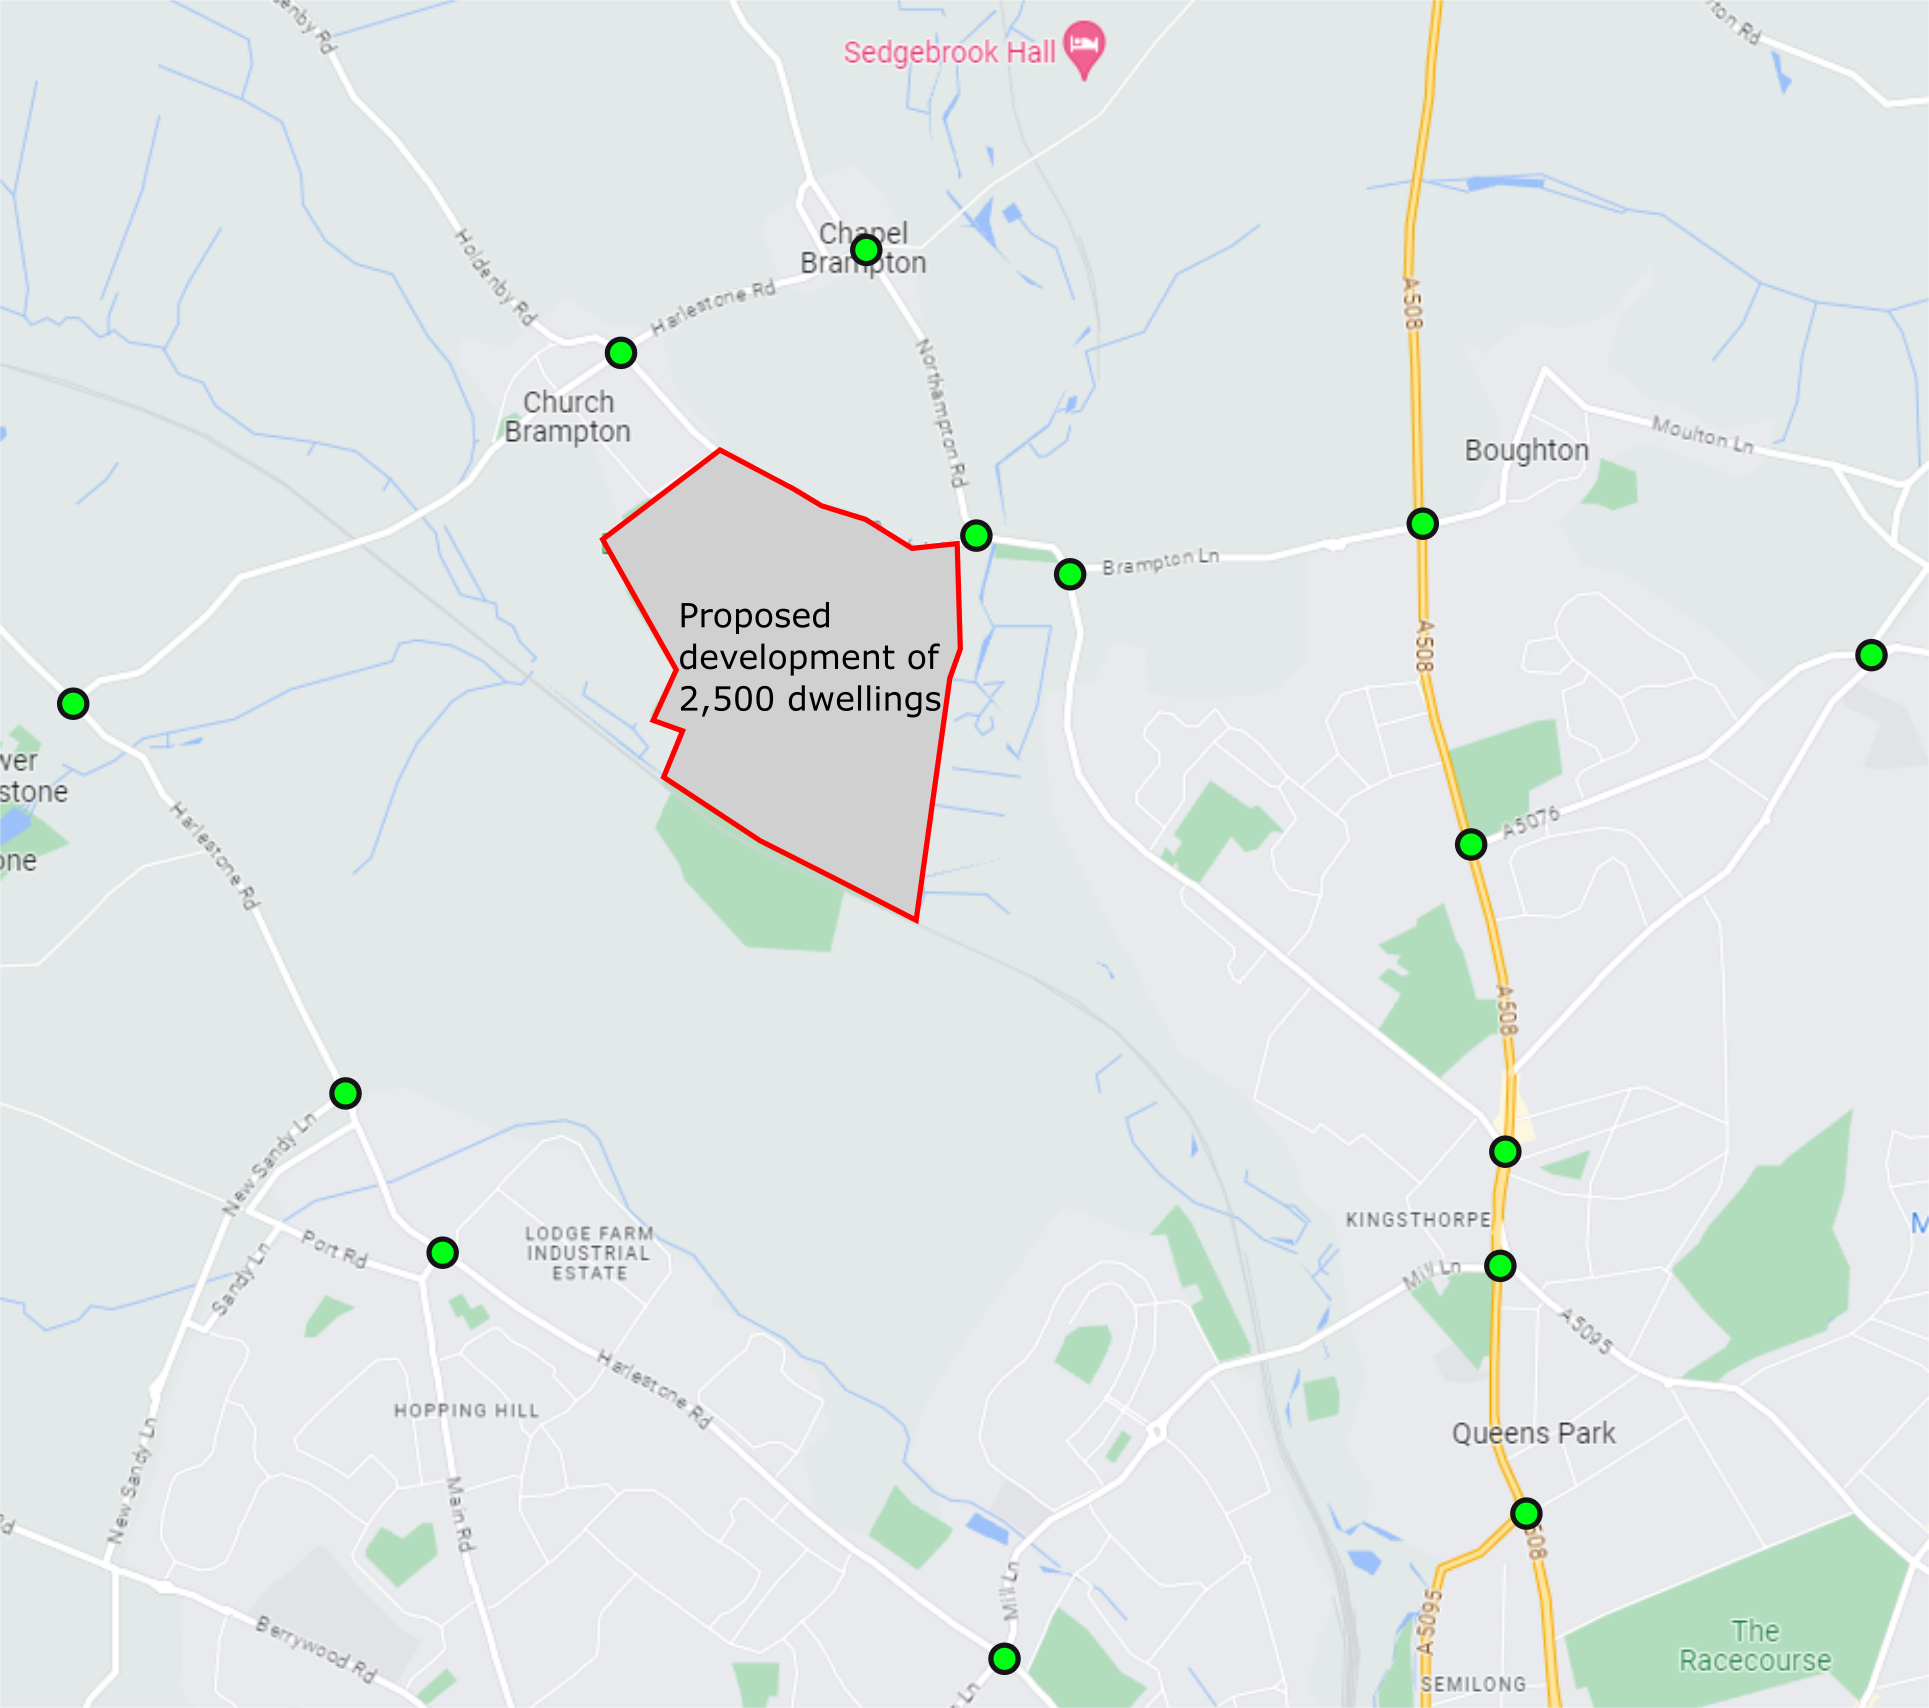 Sedgebrook Hall
Chapel
Brampton
Holdenby Rd
Harlestone Rd
Northampton Rd
A508
Church
Brampton
Boughton
Moulton Ln
Brampton Ln
Proposed
development of
2,500 dwellings
A508
A5076
Harlestone Rd
A508
New Sandy Ln
Port Rd
Sandy Ln
LODGE FARM
INDUSTRIAL
ESTATE
KINGSTHORPE
Mill Ln
A5095
Harlestone Rd
HOPPING HILL
Queens Park
New Sandy Ln
Main Rd
Mill Ln
A5095
Berrywood Rd
The
Racecourse
SEMILONG